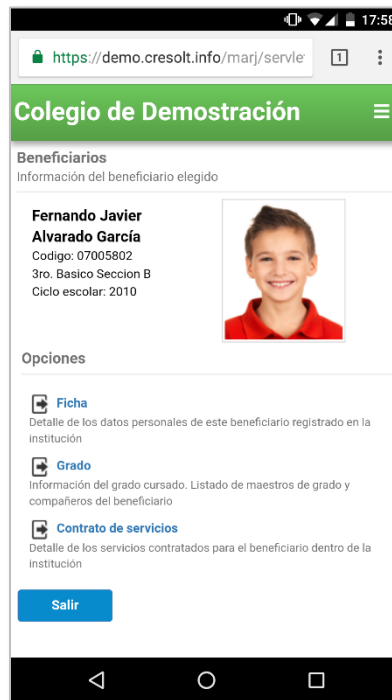 17:58
https://demo.cresolt.info/marj/servle
1
Colegio de Demostración
Beneficiarios
Información del beneficiario elegido
Fernando Javier
Alvarado García
Codigo: 07005802
3ro. Basico Seccion B
Ciclo escolar: 2010
Opciones
Ficha
Detalle de los datos personales de este beneficiario registrado en la
institución
Grado
Información del grado cursado. Listado de maestros de grado y
compañeros del beneficiario
Contrato de servicios
Detalle de los servicios contratados para el beneficiario dentro de la
institución
Salir